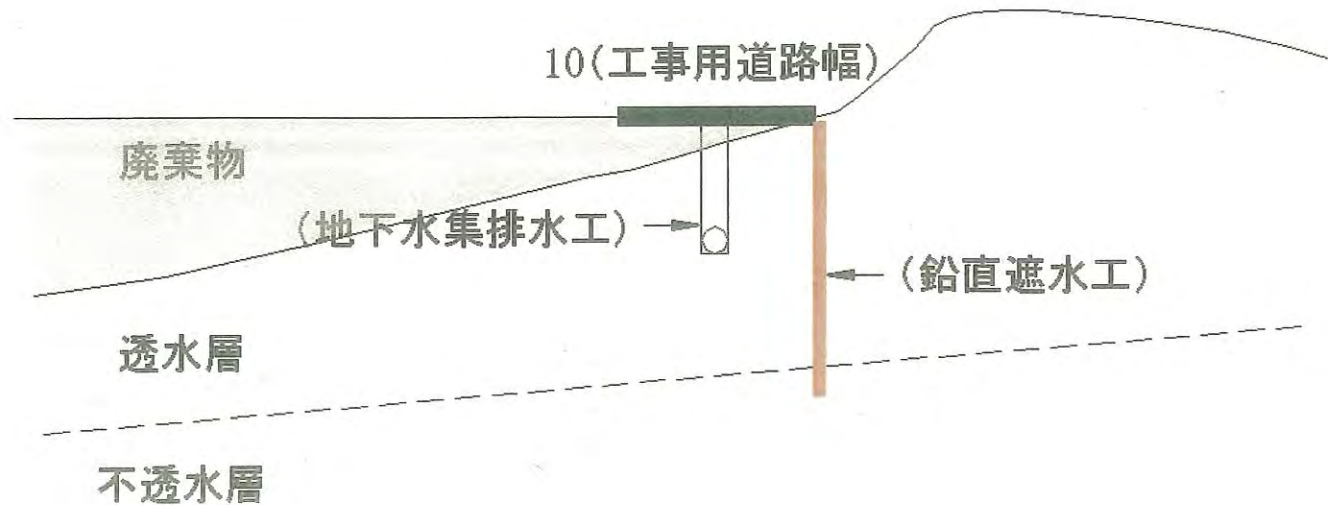 10(工事用道路幅)
廃棄物
(地下水集排水工)
(鉛直遮水工)
透水層
不透水層